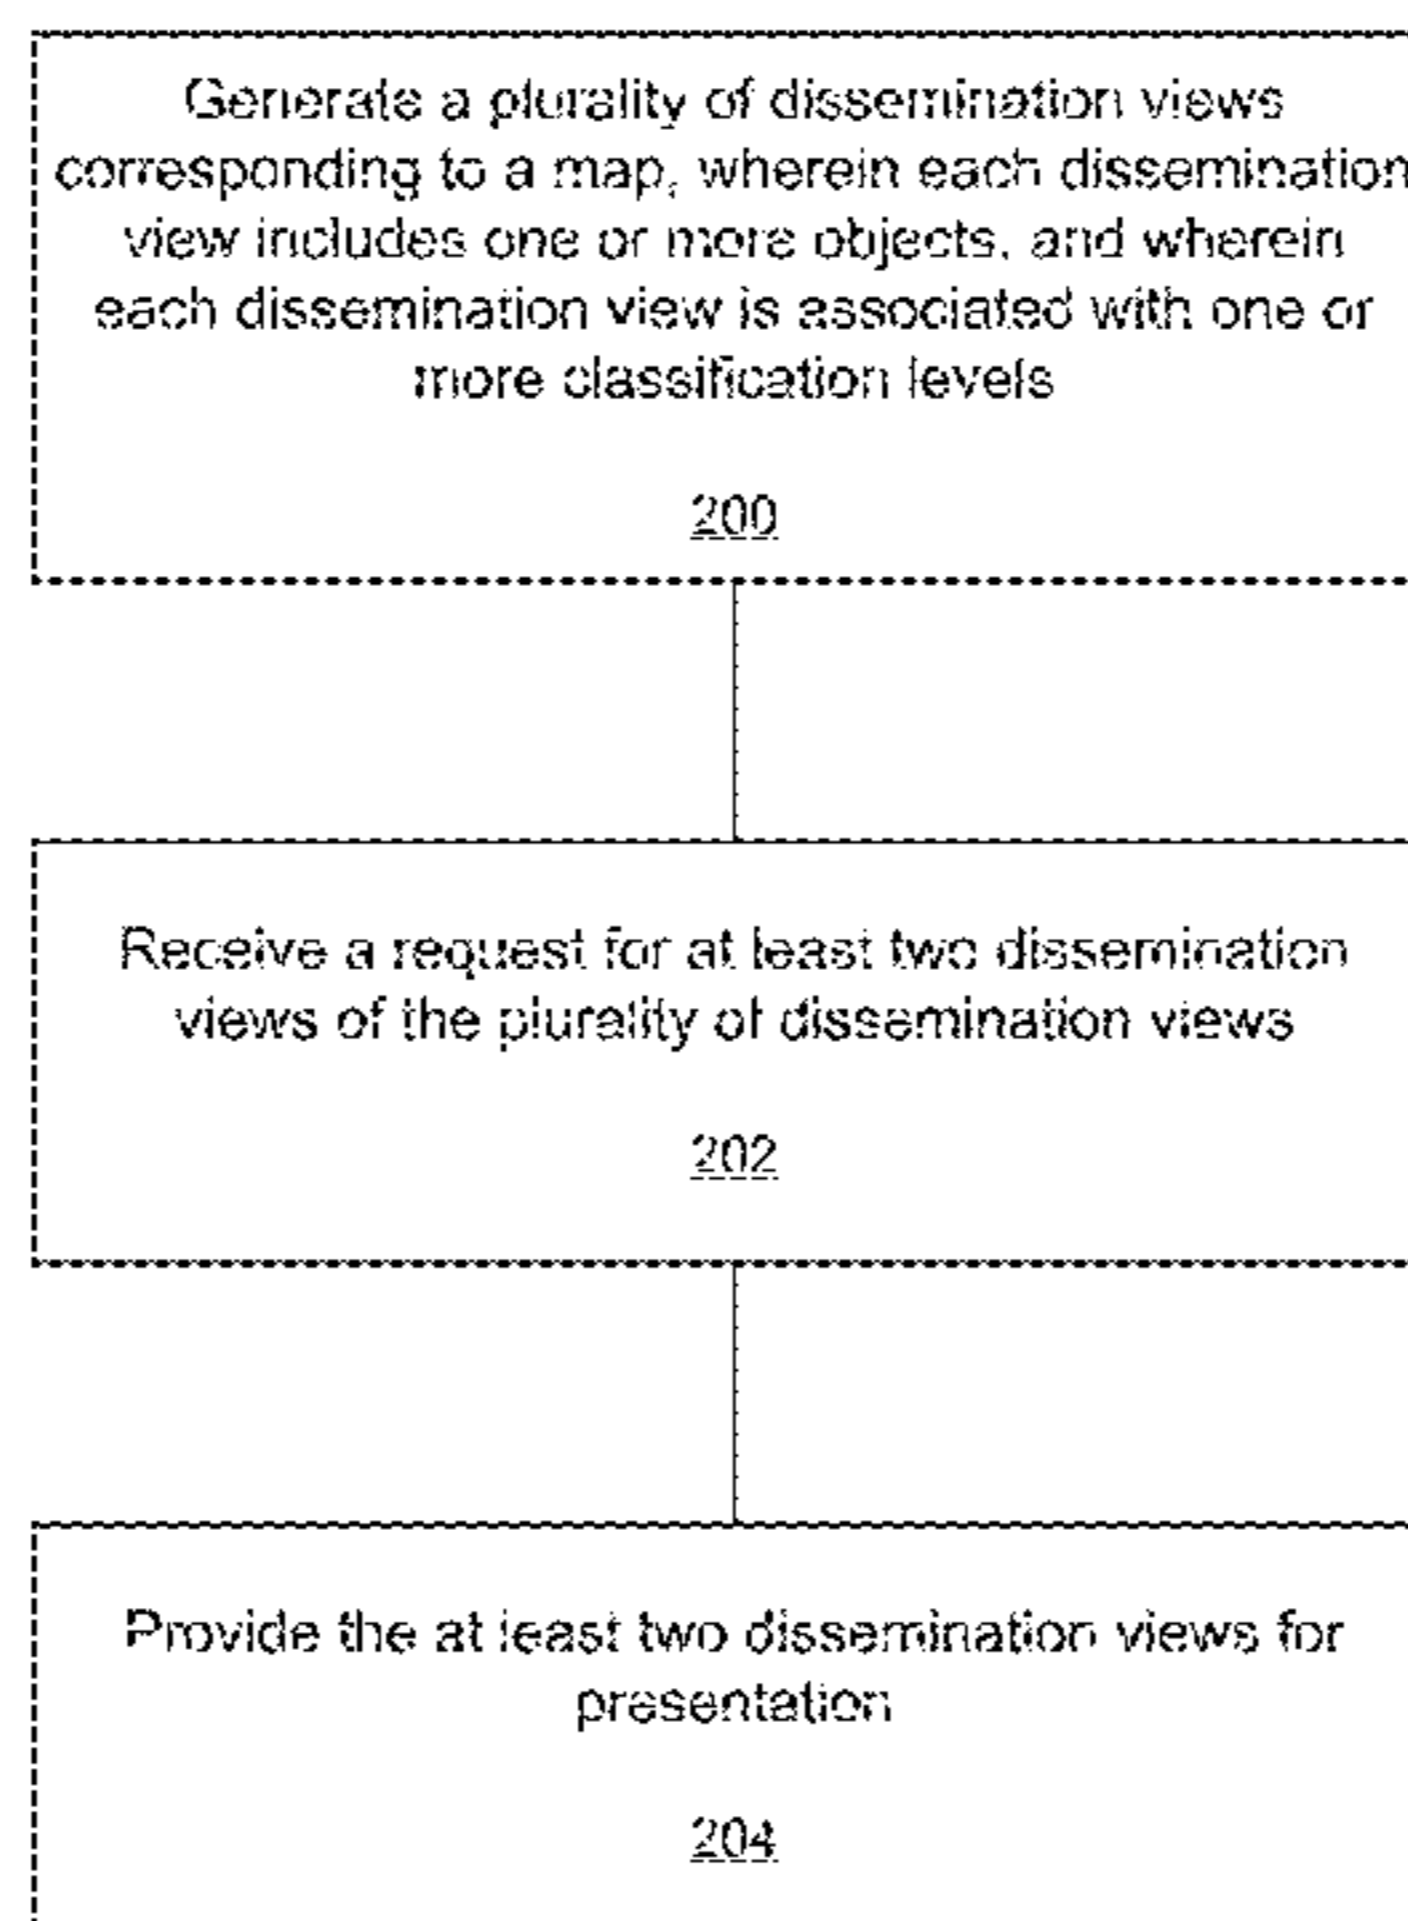 Generate a plurality of dissemination views
corresponding to a map, wherein each dissemination
view includes one or more objects, and wherein
each dissemination view is associated with one or
more classification levels
200
Receive a request for at least two dissemination
views of the plurality of dissemination views
202
Provide the at least two dissemination views for
presentation
204